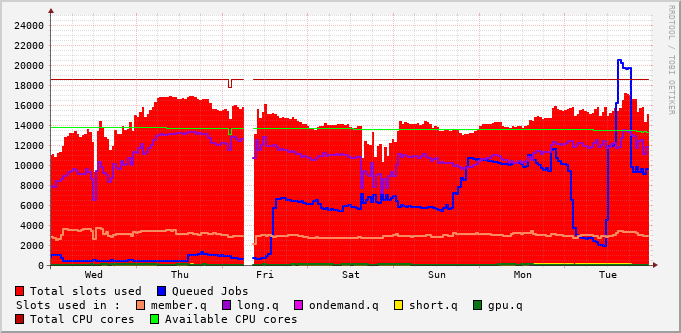 24000
22000
20000
18000
16000
14000
12000
10000
8000
6000
4000
2000
0
Wed Thu Fri Sat Sun Mon Tue
RRDTOOL / TOBI OETIKER
Total slots used Queued Jobs
Slots used in : member.q long.q ondemand.q short.q gpu.q
Total CPU cores Available CPU cores